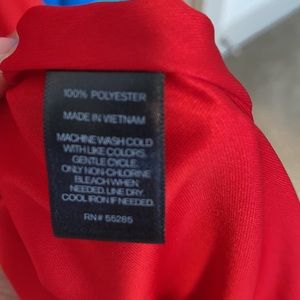 100% POLYESTER
MADE IN VIETNAM
MACHINE WASH COLD
WITH LIKE COLORS.
GENTLE CYCLE.
ONLY NON-CHLORINE
BLEACH WHEN
NEEDED. LINE DRY.
COOL IRON IF NEEDED.
RN# 55285